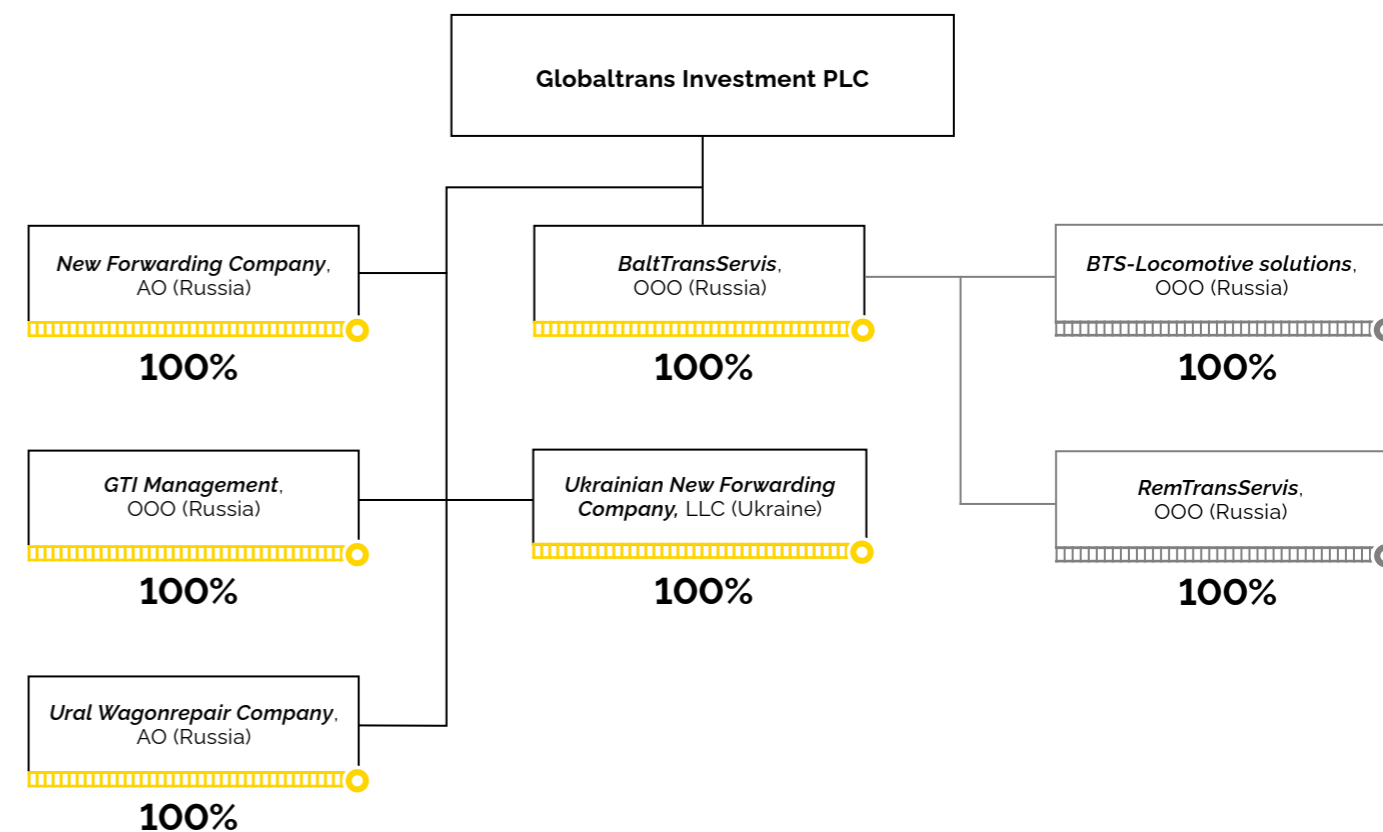 Globaltrans Investment PLC
New Forwarding Company,
AO (Russia)
100%
BaltTransServis,
OOO (Russia)
100%
BTS-Locomotive solutions,
OOO (Russia)
100%
GTI Management,
OOO (Russia)
100%
Ukrainian New Forwarding
Company, LLC (Ukraine)
100%
RemTransServis,
OOO (Russia)
100%
Ural Wagonrepair Company,
AO (Russia)
100%